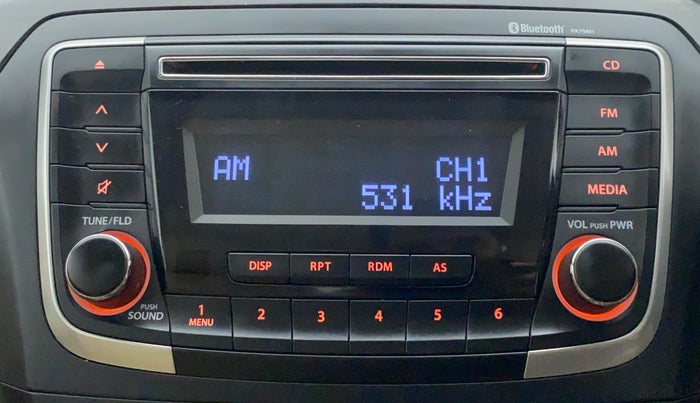 Bluetooth PA79861
CD
FM
AM
MEDIA
AM CH1
531 kHz
TUNE/FLD
VOL PUSH PWR
DISP RPT RDM AS
PUSH
SOUND
1 2 3 4 5 6
MENU